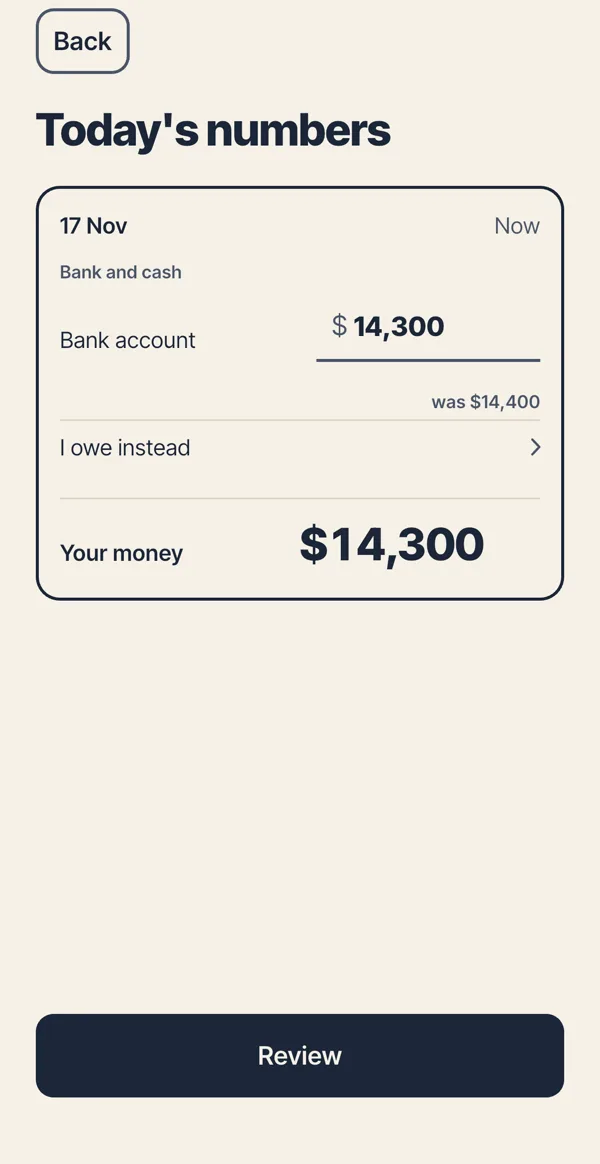 Back
Today's numbers
17 Nov Now
Bank and cash
Bank account $ 14,300
was $14,400
I owe instead
Your money $14,300
Review